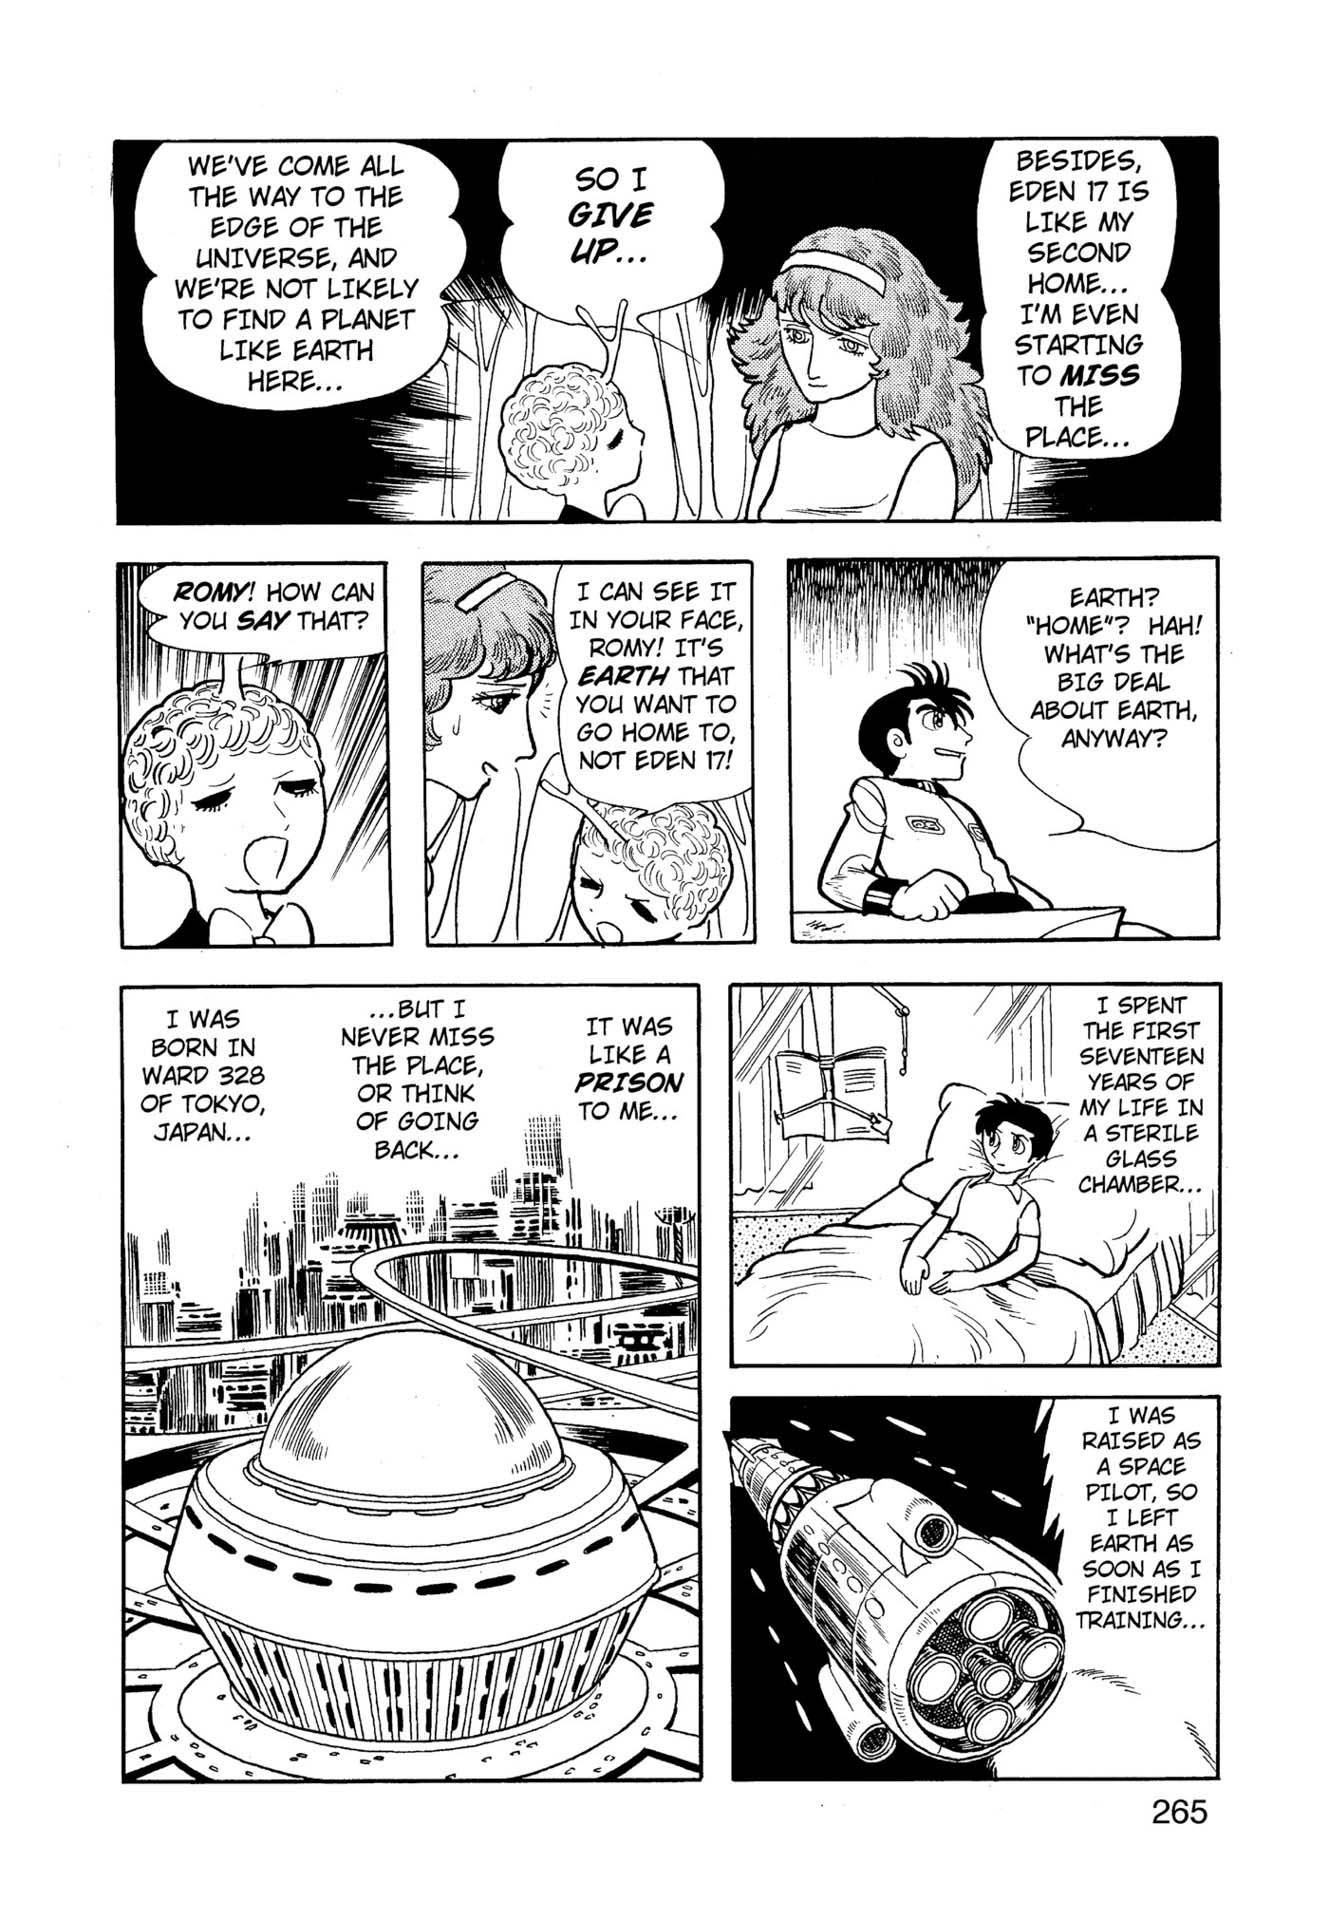 WE'VE COME ALL
THE WAY TO THE
EDGE OF THE
UNIVERSE, AND
WE'RE NOT LIKELY
TO FIND A PLANET
LIKE EARTH
HERE...
SO I
GIVE
UP...
BESIDES,
EDEN 17 IS
LIKE MY
SECOND
HOME...
I'M EVEN
STARTING
TO MISS
THE
PLACE...
ROMY! HOW CAN
YOU SAY THAT?
I CAN SEE IT
IN YOUR FACE,
ROMY! IT'S
EARTH THAT
YOU WANT TO
GO HOME TO,
NOT EDEN 17!
EARTH?
"HOME"? HAH!
WHAT'S THE
BIG DEAL
ABOUT EARTH,
ANYWAY?
I WAS
BORN IN
WARD 328
OF TOKYO,
JAPAN...
...BUT I
NEVER MISS
THE PLACE,
OR THINK
OF GOING
BACK...
IT WAS
LIKE A
PRISON
TO ME...
I SPENT
THE FIRST
SEVENTEEN
YEARS OF
MY LIFE IN
A STERILE
GLASS
CHAMBER...
I WAS
RAISED AS
A SPACE
PILOT, SO
I LEFT
EARTH AS
SOON AS I
FINISHED
TRAINING...
265